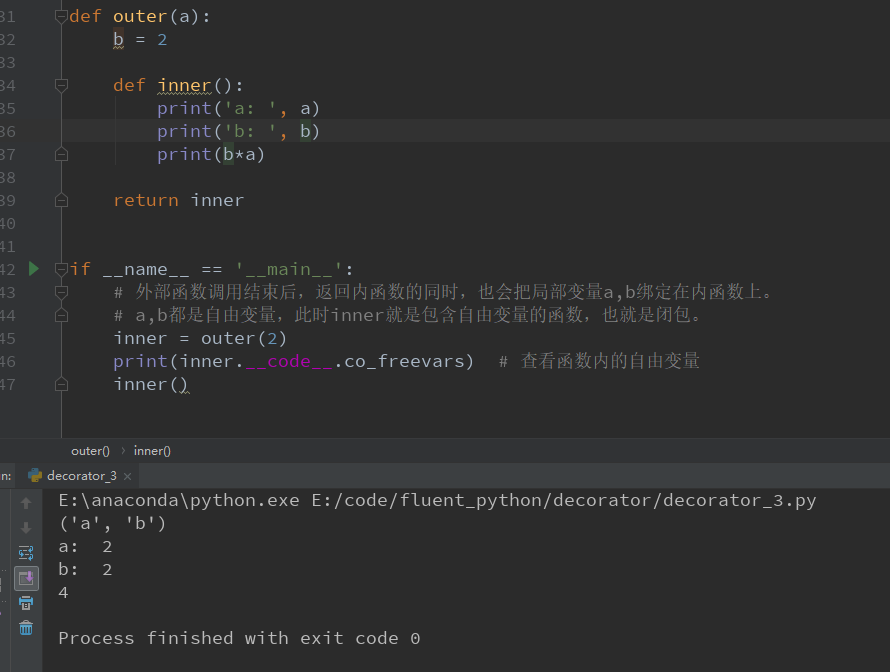 31 def outer(a):
32     b = 2
33
34     def inner():
35         print('a: ', a)
36         print('b: ', b)
37         print(b*a)
38
39     return inner
40
41
42 if __name__ == '__main__':
43     # 外部函数调用结束后，返回内函数的同时，也会把局部变量a,b绑定在内函数上。
44     # a,b都是自由变量，此时inner就是包含自由变量的函数，也就是闭包。
45     inner = outer(2)
46     print(inner.__code__.co_freevars)  # 查看函数内的自由变量
47     inner()
outer() › inner()
n: decorator_3 ×
E:\anaconda\python.exe E:/code/fluent_python/decorator/decorator_3.py
('a', 'b')
a:  2
b:  2
4
Process finished with exit code 0